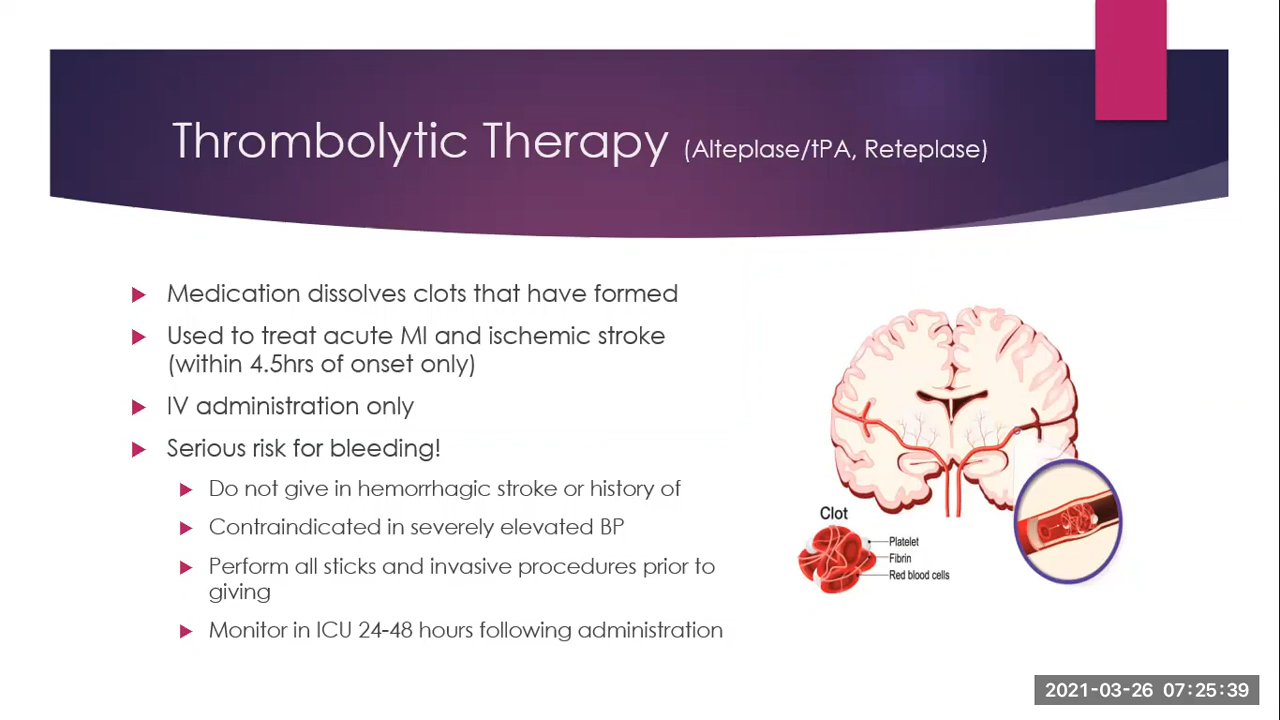 Thrombolytic Therapy (Alteplase/tPA, Reteplase)
Medication dissolves clots that have formed
Used to treat acute MI and ischemic stroke
(within 4.5hrs of onset only)
IV administration only
Serious risk for bleeding!
Do not give in hemorrhagic stroke or history of
Contraindicated in severely elevated BP
Perform all sticks and invasive procedures prior to
giving
Monitor in ICU 24-48 hours following administration
Clot
Platelet
Fibrin
Red blood cells
2021-03-26 07:25:39